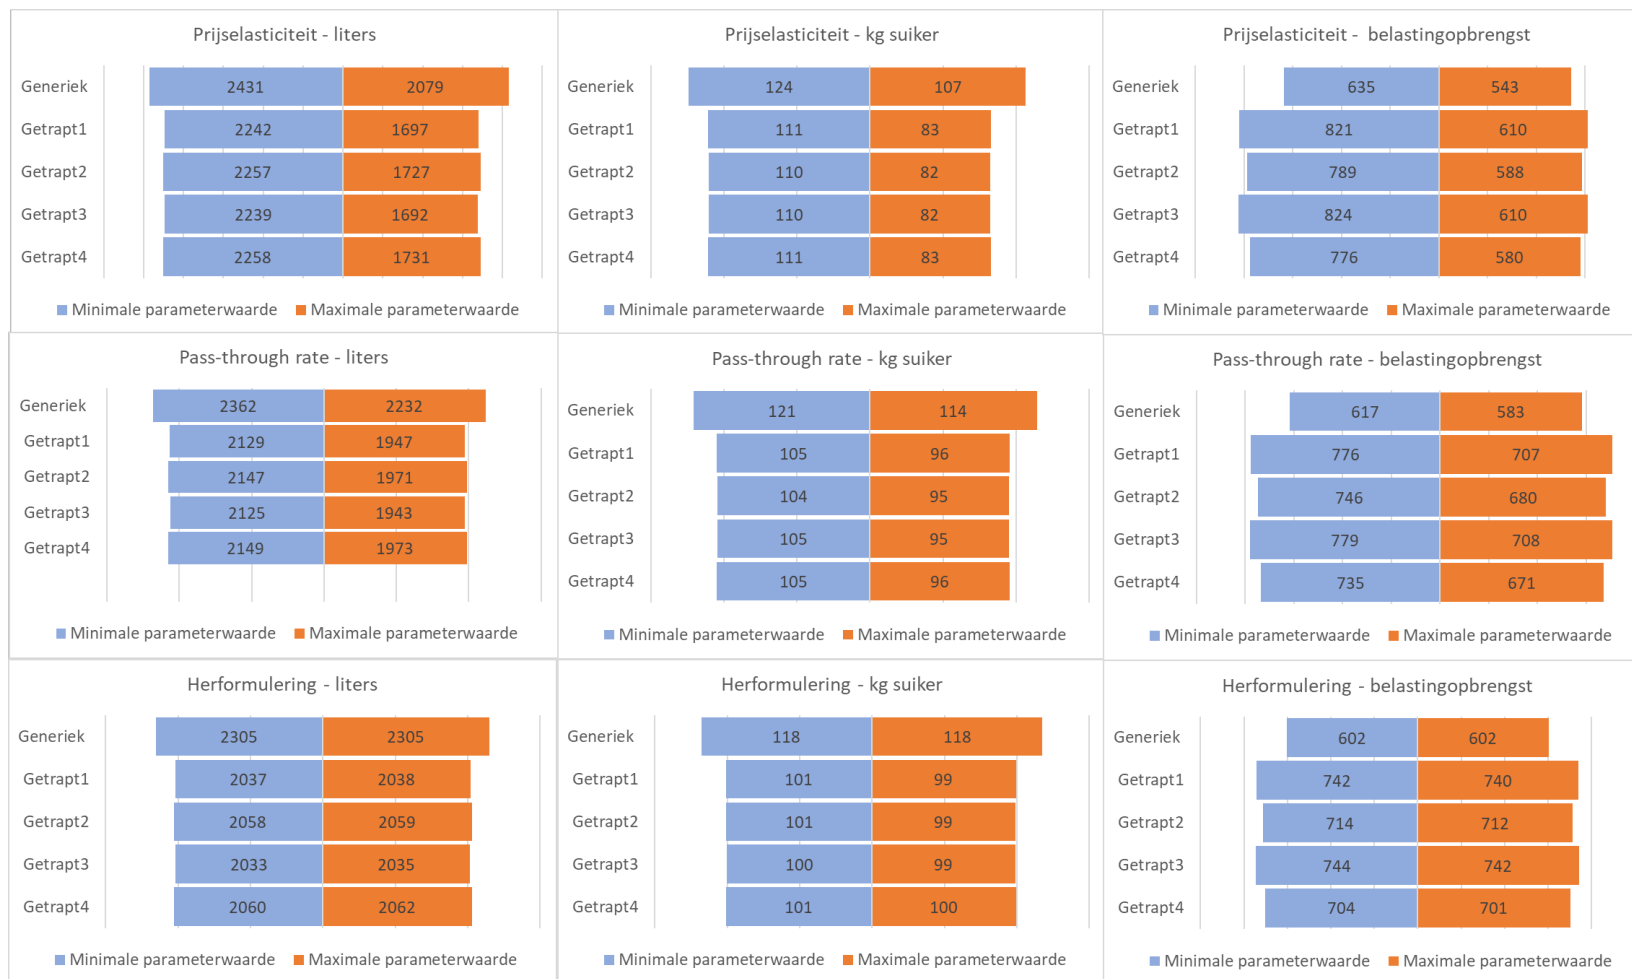 Prijselasticiteit - liters
Generiek 2431 2079
Getrapt1 2242 1697
Getrapt2 2257 1727
Getrapt3 2239 1692
Getrapt4 2258 1731
Minimale parameterwaarde Maximale parameterwaarde
Prijselasticiteit - kg suiker
Generiek 124 107
Getrapt1 111 83
Getrapt2 110 82
Getrapt3 110 82
Getrapt4 111 83
Minimale parameterwaarde Maximale parameterwaarde
Prijselasticiteit - belastingopbrengst
Generiek 635 543
Getrapt1 821 610
Getrapt2 789 588
Getrapt3 824 610
Getrapt4 776 580
Minimale parameterwaarde Maximale parameterwaarde
Pass-through rate - liters
Generiek 2362 2232
Getrapt1 2129 1947
Getrapt2 2147 1971
Getrapt3 2125 1943
Getrapt4 2149 1973
Minimale parameterwaarde Maximale parameterwaarde
Pass-through rate - kg suiker
Generiek 121 114
Getrapt1 105 96
Getrapt2 104 95
Getrapt3 105 95
Getrapt4 105 96
Minimale parameterwaarde Maximale parameterwaarde
Pass-through rate - belastingopbrengst
Generiek 617 583
Getrapt1 776 707
Getrapt2 746 680
Getrapt3 779 708
Getrapt4 735 671
Minimale parameterwaarde Maximale parameterwaarde
Herformulering - liters
Generiek 2305 2305
Getrapt1 2037 2038
Getrapt2 2058 2059
Getrapt3 2033 2035
Getrapt4 2060 2062
Minimale parameterwaarde Maximale parameterwaarde
Herformulering - kg suiker
Generiek 118 118
Getrapt1 101 99
Getrapt2 101 99
Getrapt3 100 99
Getrapt4 101 100
Minimale parameterwaarde Maximale parameterwaarde
Herformulering - belastingopbrengst
Generiek 602 602
Getrapt1 742 740
Getrapt2 714 712
Getrapt3 744 742
Getrapt4 704 701
Minimale parameterwaarde Maximale parameterwaarde